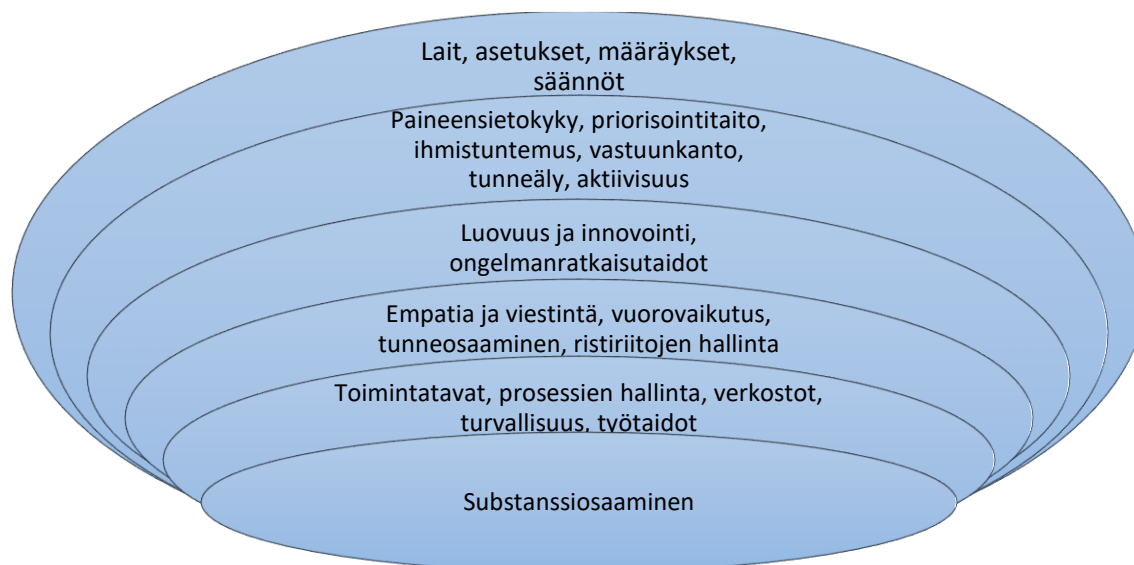 Lait, asetukset, määräykset,
säännöt
Paineensietokyky, priorisointitaito,
ihmistuntemus, vastuunkanto,
tunneäly, aktiivisuus
Luovuus ja innovointi,
ongelmanratkaisutaidot
Empatia ja viestintä, vuorovaikutus,
tunneosaaminen, ristiriitojen hallinta
Toimintatavat, prosessien hallinta, verkostot,
turvallisuus, työtaidot
Substanssiosaaminen